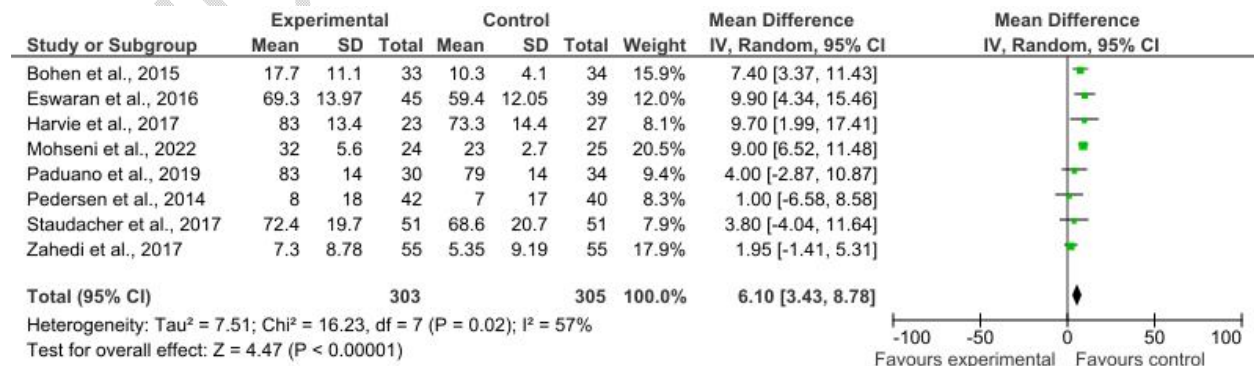 Experimental Control Mean Difference Mean Difference
Study or Subgroup Mean SD Total Mean SD Total Weight IV, Random, 95% CI IV, Random, 95% CI
Bohen et al., 2015 17.7 11.1 33 10.3 4.1 34 15.9% 7.40 [3.37, 11.43]
Eswaran et al., 2016 69.3 13.97 45 59.4 12.05 39 12.0% 9.90 [4.34, 15.46]
Harvie et al., 2017 83 13.4 23 73.3 14.4 27 8.1% 9.70 [1.99, 17.41]
Mohseni et al., 2022 32 5.6 24 23 2.7 25 20.5% 9.00 [6.52, 11.48]
Paduano et al., 2019 83 14 30 79 14 34 9.4% 4.00 [-2.87, 10.87]
Pedersen et al., 2014 8 18 42 7 17 40 8.3% 1.00 [-6.58, 8.58]
Staudacher et al., 2017 72.4 19.7 51 68.6 20.7 51 7.9% 3.80 [-4.04, 11.64]
Zahedi et al., 2017 7.3 8.78 55 5.35 9.19 55 17.9% 1.95 [-1.41, 5.31]
Total (95% CI) 303 305 100.0% 6.10 [3.43, 8.78]
Heterogeneity: Tau² = 7.51; Chi² = 16.23, df = 7 (P = 0.02); I² = 57%
Test for overall effect: Z = 4.47 (P < 0.00001)
-100 -50 0 50 100
Favours experimental Favours control